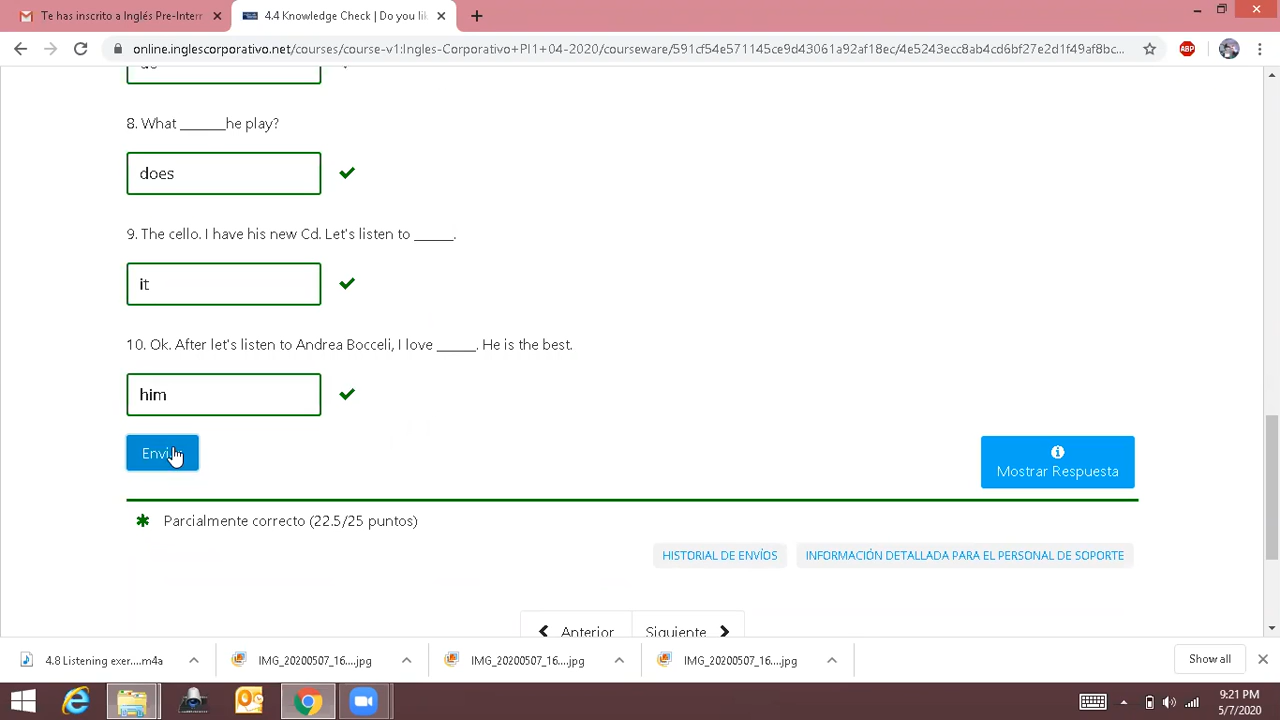 Te has inscrito a Inglés Pre-Interr
4.4 Knowledge Check | Do you lik
online.inglescorporativo.net/courses/course-v1:Ingles-Corporativo+PI1+04-2020/courseware/591cf54e571145ce9d43061a92af18ec/4e5243ecc8ab4cd6bf27e2d1f49af8bc...
ABP
8. What ______he play?
does
9. The cello. I have his new Cd. Let's listen to _____.
it
10. Ok. After let's listen to Andrea Bocceli, I love _____. He is the best.
him
Envi
Mostrar Respuesta
Parcialmente correcto (22.5/25 puntos)
HISTORIAL DE ENVÍOS
INFORMACIÓN DETALLADA PARA EL PERSONAL DE SOPORTE
Anterior
Siguiente
4.8 Listening exer....m4a
IMG_20200507_16....jpg
IMG_20200507_16....jpg
IMG_20200507_16....jpg
Show all
9:21 PM
5/7/2020